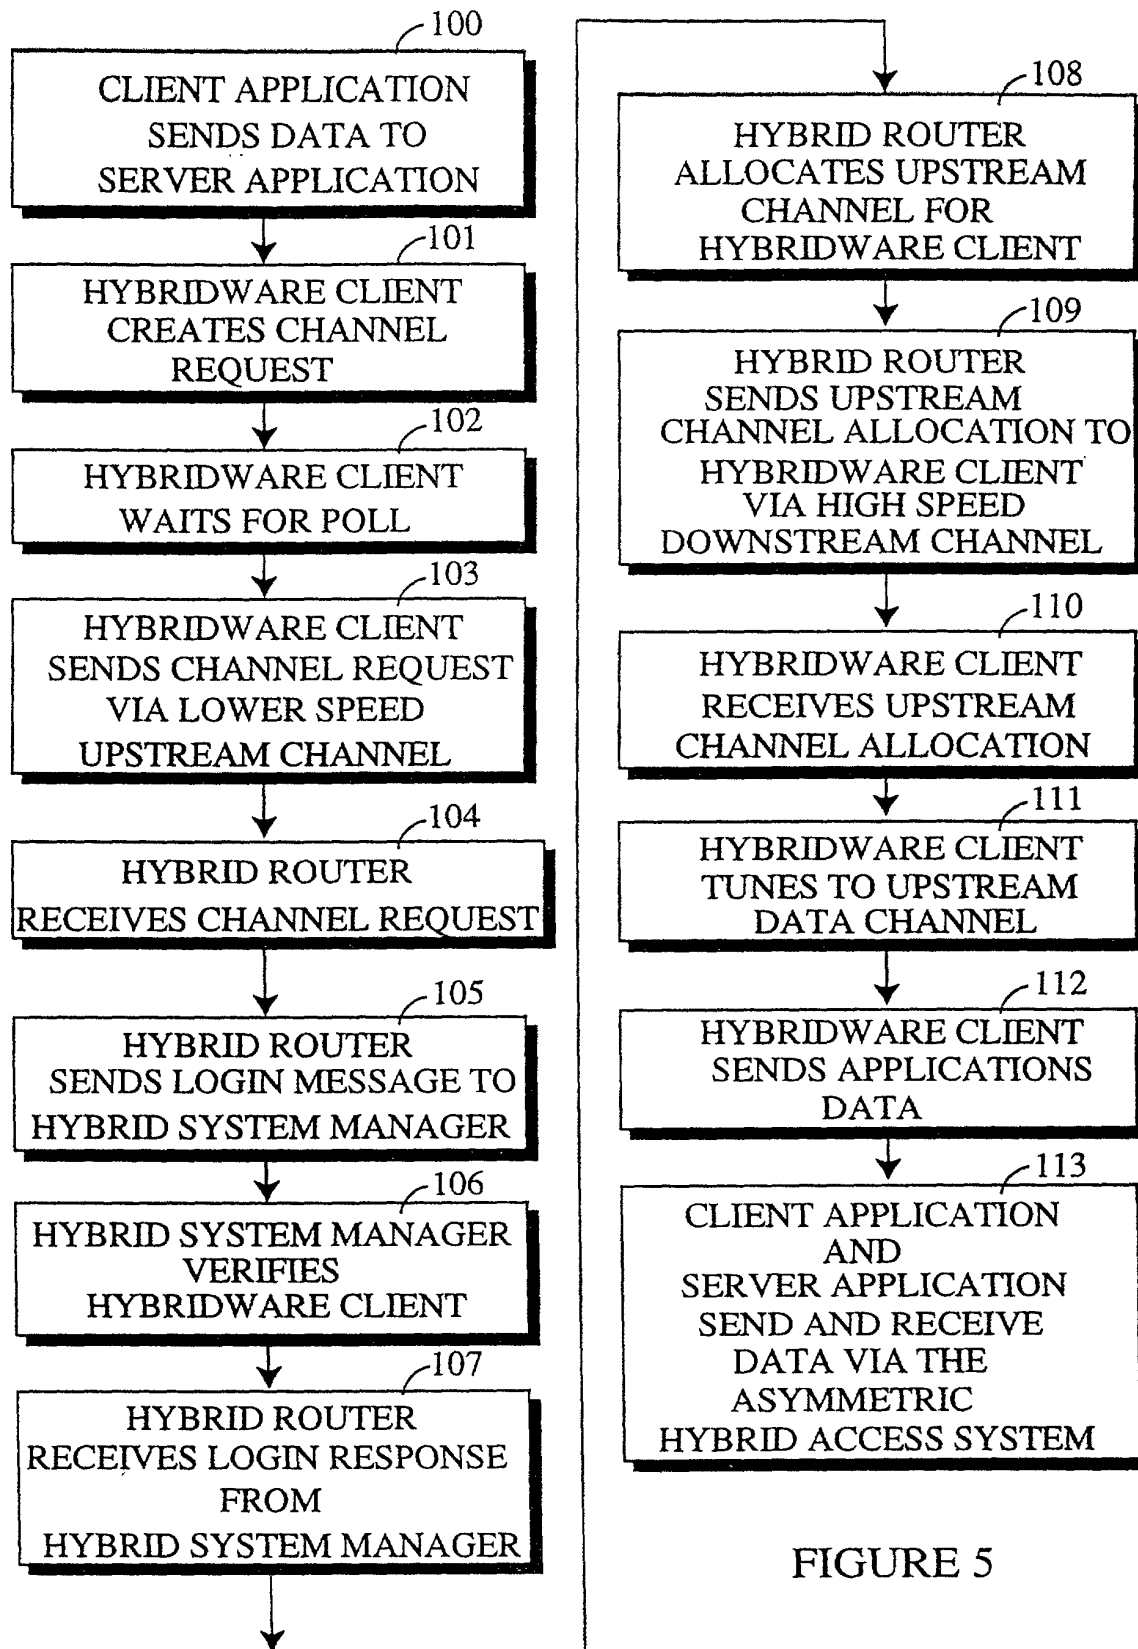 100
CLIENT APPLICATION
SENDS DATA TO
SERVER APPLICATION
101
HYBRIDWARE CLIENT
CREATES CHANNEL
REQUEST
102
HYBRIDWARE CLIENT
WAITS FOR POLL
103
HYBRIDWARE CLIENT
SENDS CHANNEL REQUEST
VIA LOWER SPEED
UPSTREAM CHANNEL
104
HYBRID ROUTER
RECEIVES CHANNEL REQUEST
105
HYBRID ROUTER
SENDS LOGIN MESSAGE TO
HYBRID SYSTEM MANAGER
106
HYBRID SYSTEM MANAGER
VERIFIES
HYBRIDWARE CLIENT
107
HYBRID ROUTER
RECEIVES LOGIN RESPONSE
FROM
HYBRID SYSTEM MANAGER
108
HYBRID ROUTER
ALLOCATES UPSTREAM
CHANNEL FOR
HYBRIDWARE CLIENT
109
HYBRID ROUTER
SENDS UPSTREAM
CHANNEL ALLOCATION TO
HYBRIDWARE CLIENT
VIA HIGH SPEED
DOWNSTREAM CHANNEL
110
HYBRIDWARE CLIENT
RECEIVES UPSTREAM
CHANNEL ALLOCATION
111
HYBRIDWARE CLIENT
TUNES TO UPSTREAM
DATA CHANNEL
112
HYBRIDWARE CLIENT
SENDS APPLICATIONS
DATA
113
CLIENT APPLICATION
AND
SERVER APPLICATION
SEND AND RECEIVE
DATA VIA THE
ASYMMETRIC
HYBRID ACCESS SYSTEM
FIGURE 5